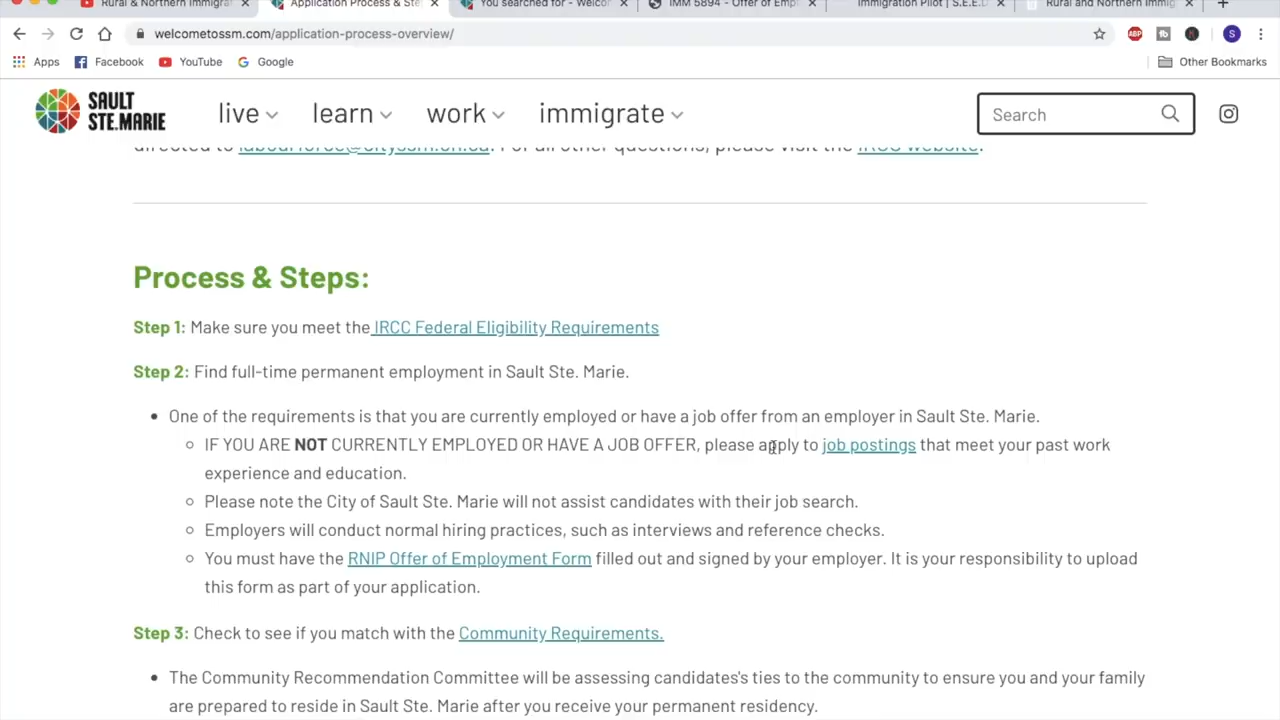 Rural & Northern Immigrat
Application Process & Ste
You searched for - Welcom
IMM 5894 - Offer of Emp
Immigration Pilot | S.E.E.D
Rural and Northern Immig
welcometossm.com/application-process-overview/
ABP
S
Apps
Facebook
YouTube
Google
Other Bookmarks
SAULT
STE.MARIE
live
learn
work
immigrate
Search
directed to labourforce@cityssm.on.ca. For all other questions, please visit the IRCC website.
Process & Steps:
Step 1: Make sure you meet the IRCC Federal Eligibility Requirements
Step 2: Find full-time permanent employment in Sault Ste. Marie.
• One of the requirements is that you are currently employed or have a job offer from an employer in Sault Ste. Marie.
IF YOU ARE NOT CURRENTLY EMPLOYED OR HAVE A JOB OFFER, please apply to job postings that meet your past work
experience and education.
Please note the City of Sault Ste. Marie will not assist candidates with their job search.
Employers will conduct normal hiring practices, such as interviews and reference checks.
You must have the RNIP Offer of Employment Form filled out and signed by your employer. It is your responsibility to upload
this form as part of your application.
Step 3: Check to see if you match with the Community Requirements.
• The Community Recommendation Committee will be assessing candidates's ties to the community to ensure you and your family
are prepared to reside in Sault Ste. Marie after you receive your permanent residency.